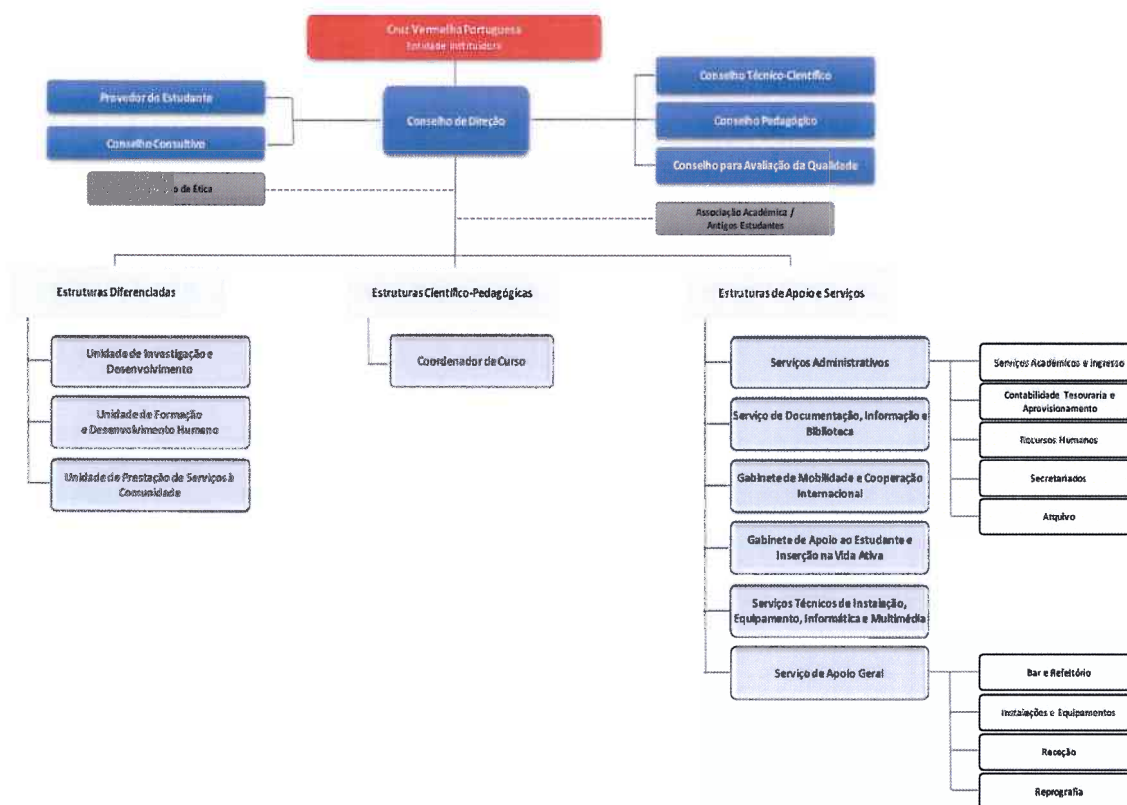 Cruz Vermelha Portuguesa
Entidade Instituidora
Provedor do Estudante
Conselho Consultivo
Conselho de Direção
Conselho Técnico-Científico
Conselho Pedagógico
Conselho para Avaliação da Qualidade
de Ética
Associação Académica /
Antigos Estudantes
Estruturas Diferenciadas
Unidade de Investigação e
Desenvolvimento
Unidade de Formação
e Desenvolvimento Humano
Unidade de Prestação de Serviços à
Comunidade
Estruturas Científico-Pedagógicas
Coordenador de Curso
Estruturas de Apoio e Serviços
Serviços Administrativos
Serviço de Documentação, Informação e
Biblioteca
Gabinete de Mobilidade e Cooperação
Internacional
Gabinete de Apoio ao Estudante e
Inserção na Vida Ativa
Serviços Técnicos de Instalação,
Equipamento, Informática e Multimédia
Serviço de Apoio Geral
Serviços Académicos e Ingresso
Contabilidade Tesouraria e
Aprovisionamento
Recursos Humanos
Secretariados
Arquivo
Bar e Refeitório
Instalações e Equipamentos
Receção
Reprografia